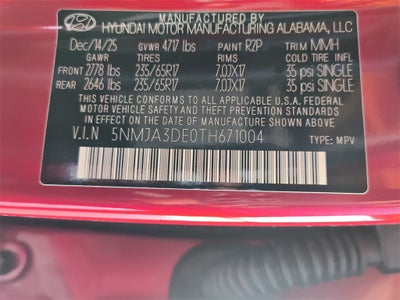 MANUFACTURED BY
HYUNDAI MOTOR MANUFACTURING ALABAMA, LLC
Dec/14/25 GVWR 4717 lbs PAINT R2P TRIM MMH
GAWR TIRES RIMS COLD TIRE INFL.PR.
FRONT 2778 lbs 235/65R17 7.0JX17 35 psi SINGLE
REAR 2646 lbs 235/65R17 7.0JX17 35 psi SINGLE
THIS VEHICLE CONFORMS TO ALL APPLICABLE U.S. FEDERAL
MOTOR VEHICLE SAFETY AND THEFT PREVENTION STANDARDS
IN EFFECT ON THE DATE OF MANUFACTURE SHOWN ABOVE.
V.I.N 5NMJA3DE0TH671004 TYPE: MPV